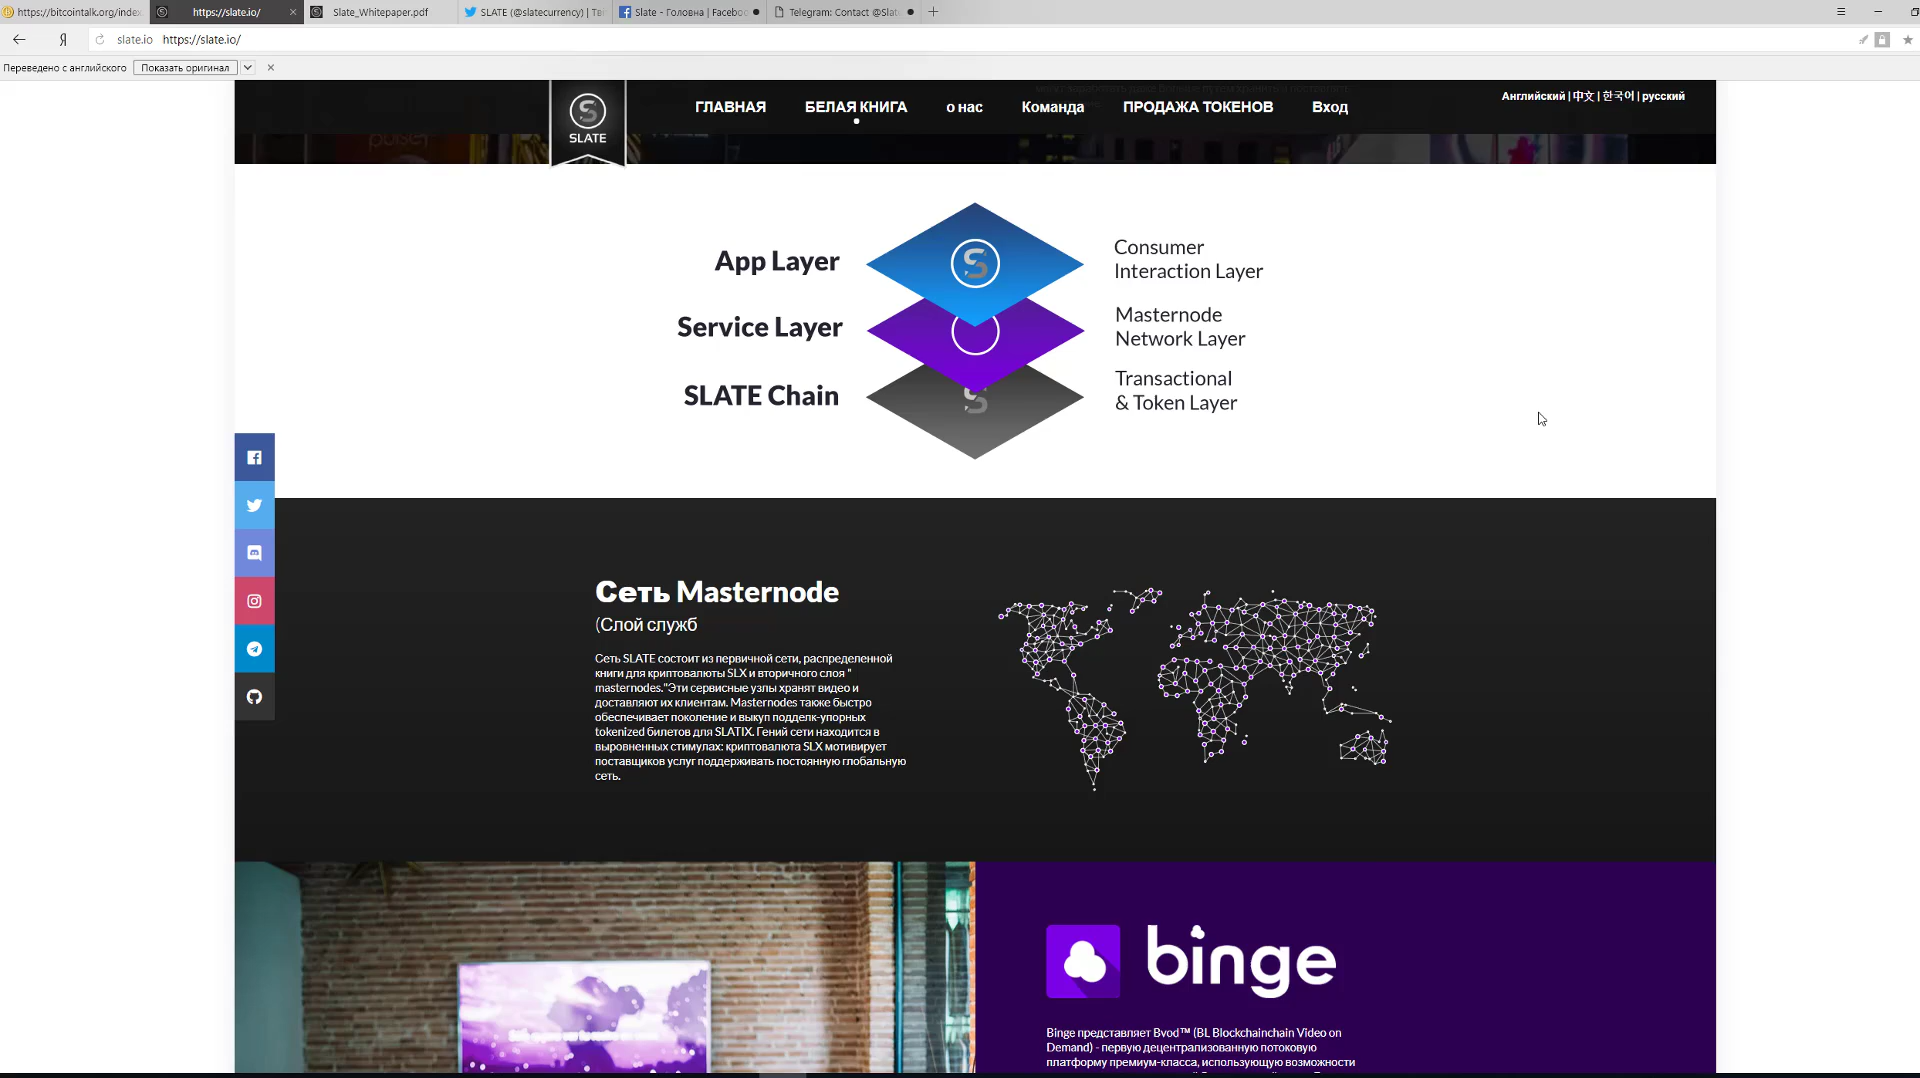 https://bitcointalk.org/index
https://slate.io/
Slate_Whitepaper.pdf
SLATE (@slatecurrency) | Тві
Slate - Головна | Faceboo
Telegram: Contact @Slate
Я
slate.io https://slate.io/
Переведено с английского
Показать оригинал
SLATE
ГЛАВНАЯ
БЕЛАЯ КНИГА
о нас
Команда
ПРОДАЖА ТОКЕНОВ
Вход
Английский | 中文 | 한국어 | русский
App Layer
Consumer
Interaction Layer
Service Layer
Masternode
Network Layer
SLATE Chain
Transactional
& Token Layer
Сеть Masternode
(Слой служб
Сеть SLATE состоит из первичной сети, распределенной
книги для криптовалюты SLX и вторичного слоя "
masternodes."Эти сервисные узлы хранят видео и
доставляют их клиентам. Masternodes также быстро
обеспечивает поколение и выкуп подделк-упорных
tokenized билетов для SLATIX. Гений сети находится в
выровненных стимулах: криптовалюта SLX мотивирует
поставщиков услуг поддерживать постоянную глобальную
сеть.
binge
Binge представляет Bvod™ (BL Blockchainchain Video on
Demand) - первую децентрализованную потоковую
платформу премиум-класса, использующую возможности